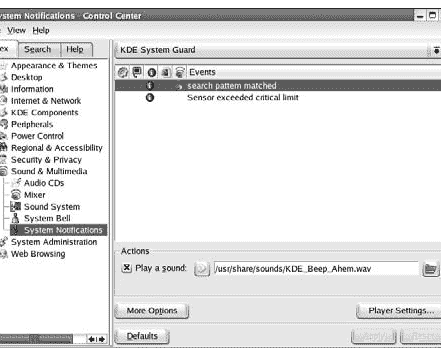 ystem Notifications - Control Center
View Help
ex Search Help
KDE System Guard
Appearance & Themes
Desktop
Information
Internet & Network
KDE Components
Peripherals
Power Control
Regional & Accessibility
Security & Privacy
Sound & Multimedia
Audio CDs
Mixer
Sound System
System Bell
System Notifications
System Administration
Web Browsing
Events
search pattern matched
Sensor exceeded critical limit
Actions
Play a sound: /usr/share/sounds/KDE_Beep_Ahem.wav
More Options Player Settings...
Defaults Apply